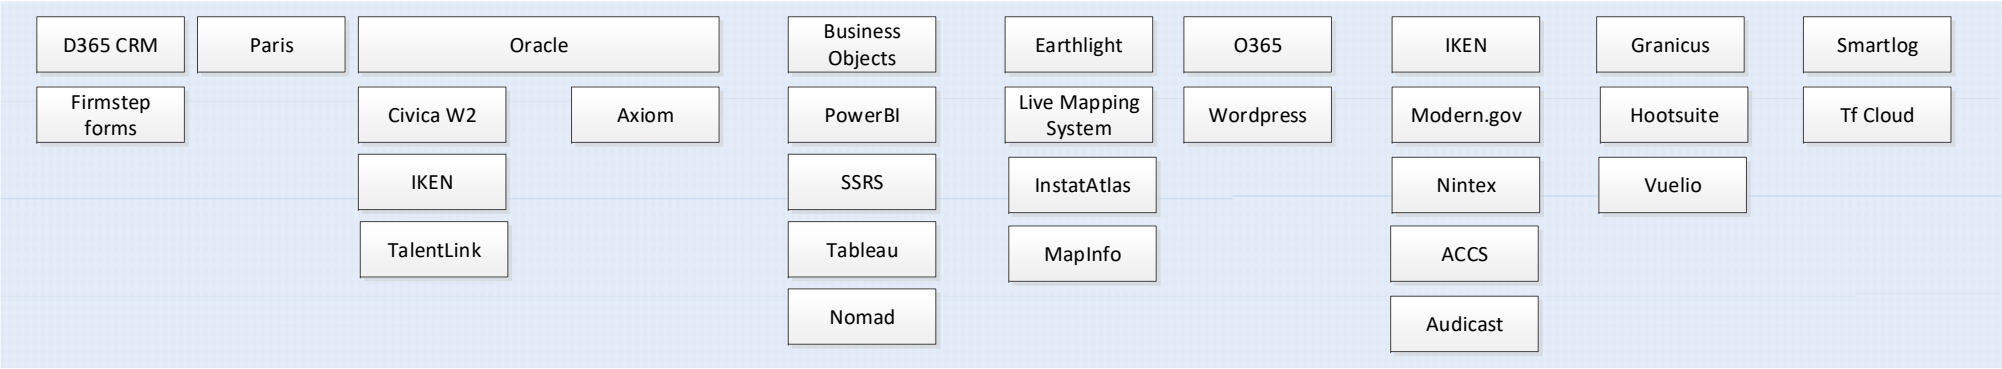 D365 CRM
Paris
Oracle
Business
Objects
Earthlight
O365
IKEN
Granicus
Smartlog
Firmstep
forms
Civica W2
Axiom
PowerBI
Live Mapping
System
Wordpress
Modern.gov
Hootsuite
Tf Cloud
IKEN
SSRS
InstatAtlas
Nintex
Vuelio
TalentLink
Tableau
MapInfo
ACCS
Nomad
Audicast